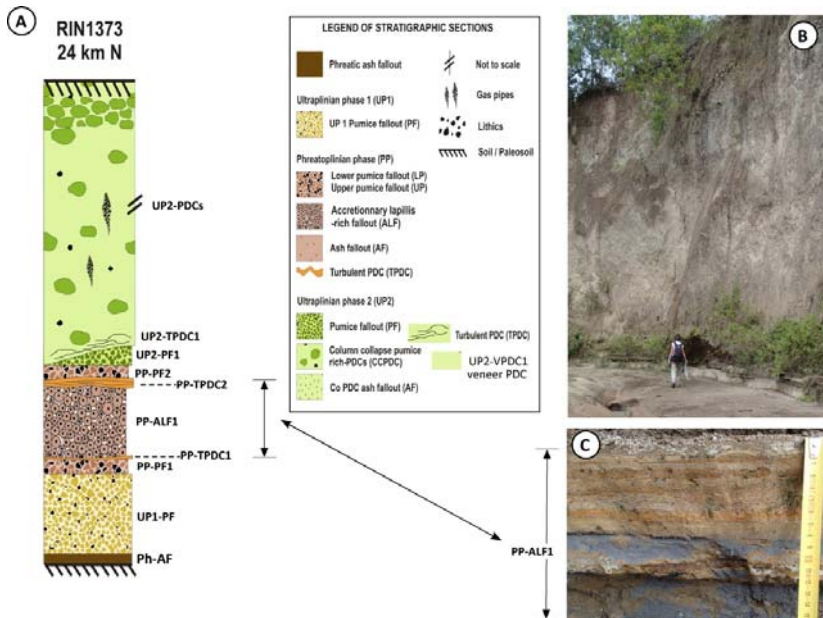 A
RIN1373
24 km N
UP2-PDCs
UP2-TPDC1
UP2-PF1
PP-PF2
PP-TPDC2
PP-ALF1
PP-TPDC1
PP-PF1
UP1-PF
Ph-AF
LEGEND OF STRATIGRAPHIC SECTIONS
Phreatic ash fallout
Ultraplinian phase 1 (UP1)
UP 1 Pumice fallout (PF)
Phreatoplinian phase (PP)
Lower pumice fallout (LP)
Upper pumice fallout (UP)
Accretionnary lapillis
-rich fallout (ALF)
Ash fallout (AF)
Turbulent PDC (TPDC)
Ultraplinian phase 2 (UP2)
Pumice fallout (PF)
Column collapse pumice
rich-PDCs (CCPDC)
Co PDC ash fallout (AF)
Not to scale
Gas pipes
Lithics
Soil / Paleosoil
Turbulent PDC (TPDC)
UP2-VPDC1
veneer PDC
B
PP-ALF1
C